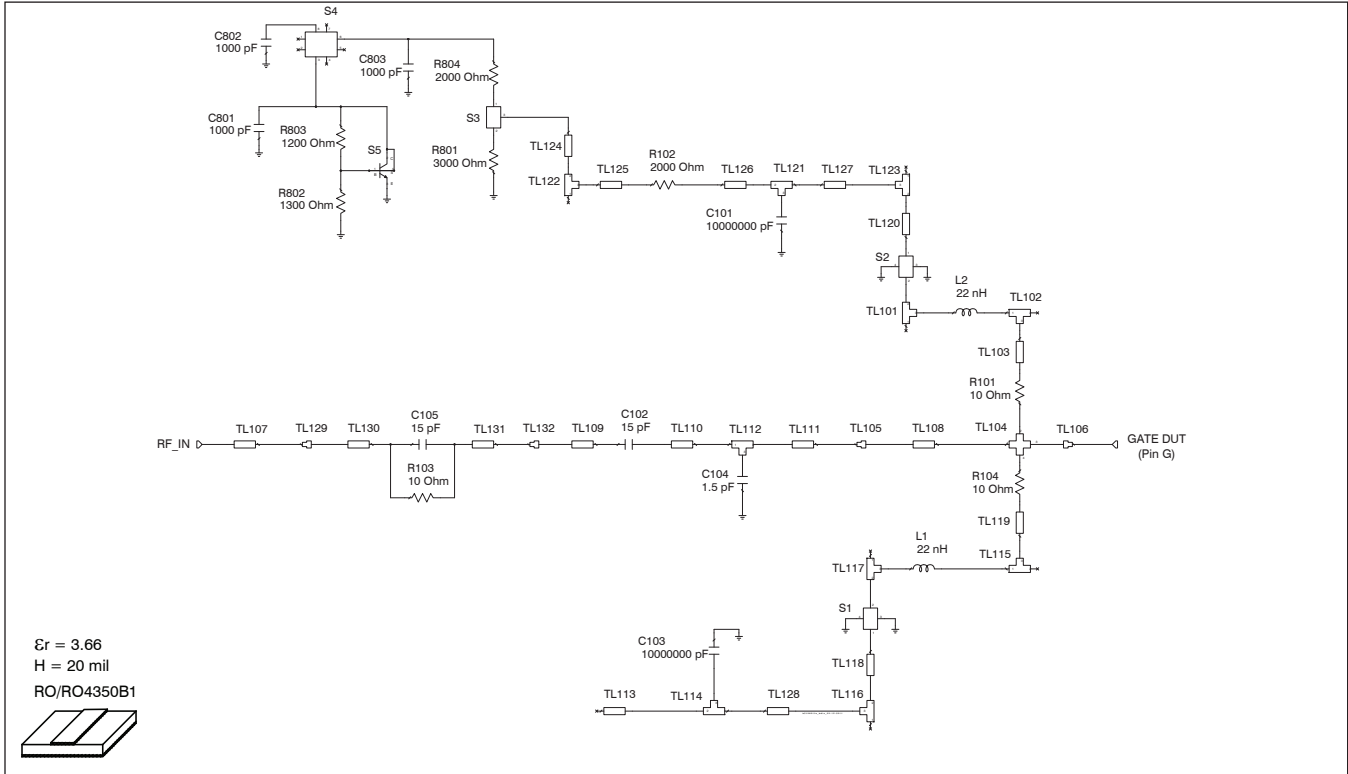 S4
C802
1000 pF
C803
1000 pF
R804
2000 Ohm
C801
1000 pF
R803
1200 Ohm
S5
S3
R801
3000 Ohm
R802
1300 Ohm
TL124
TL122
TL125
R102
2000 Ohm
TL126
TL121
TL127
TL123
C101
10000000 pF
TL120
S2
L2
22 nH
TL101
TL102
TL103
R101
10 Ohm
RF_IN
TL107
TL129
TL130
C105
15 pF
R103
10 Ohm
TL131
TL132
TL109
C102
15 pF
TL110
TL112
C104
1.5 pF
TL111
TL105
TL108
TL104
TL106
GATE DUT
(Pin G)
R104
10 Ohm
TL119
L1
22 nH
TL117
TL115
S1
C103
10000000 pF
TL118
TL113
TL114
TL128
TL116
Ɛr = 3.66
H = 20 mil
RO/RO4350B1